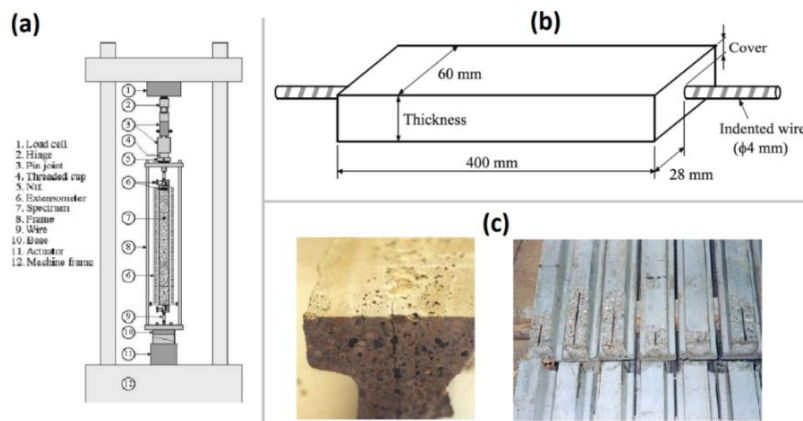 (a)
1. Load cell
2. Hinge
3. Pin joint
4. Threaded cup
5. Nut
6. Extensometer
7. Specimen
8. Frame
9. Wire
10. Base
11. Actuator
12. Machine frame
1
2
3
4
5
6
7
8
6
9
10
11
12
(b)
60 mm
Cover
Thickness
Indented wire
(ϕ4 mm)
400 mm
28 mm
(c)